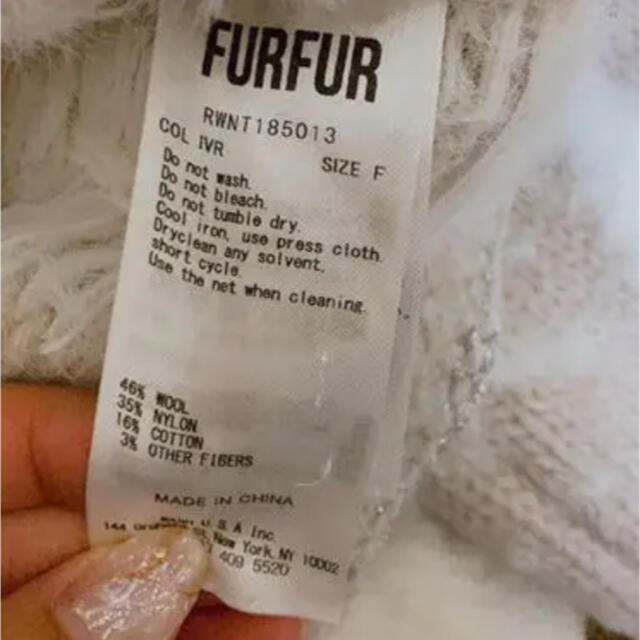 FURFUR
RWNT185013
COL IVR SIZE F
Do not wash.
Do not bleach.
Do not tumble dry.
Cool iron, use press cloth.
Dryclean any solvent,
short cycle.
Use the net when cleaning.
46% WOOL
35% NYLON
16% COTTON
3% OTHER FIBERS
MADE IN CHINA
U.S.A Inc.
144 New York, NY 10002
409 5520